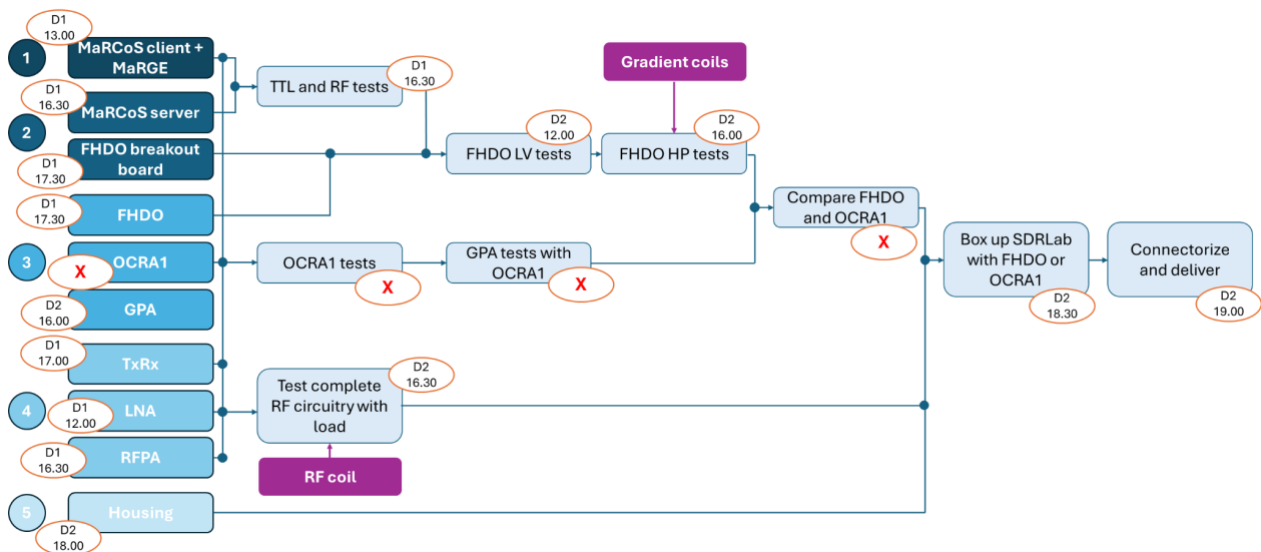 D1
13.00
1
MaRCoS client +
MaRGE
D1
16.30
MaRCoS server
2
FHDO breakout
board
D1
17.30
D1
17.30
FHDO
3
OCRA1
X
GPA
D2
16.00
D1
17.00
TxRx
4
D1
12.00
LNA
D1
16.30
RFPA
5
Housing
D2
18.00
TTL and RF tests
D1
16.30
OCRA1 tests
X
Test complete
RF circuitry with
load
D2
16.30
RF coil
FHDO LV tests
D2
12.00
GPA tests with
OCRA1
X
Gradient coils
FHDO HP tests
D2
16.00
Compare FHDO
and OCRA1
X
Box up SDRLab
with FHDO or
OCRA1
D2
18.30
Connectorize
and deliver
D2
19.00